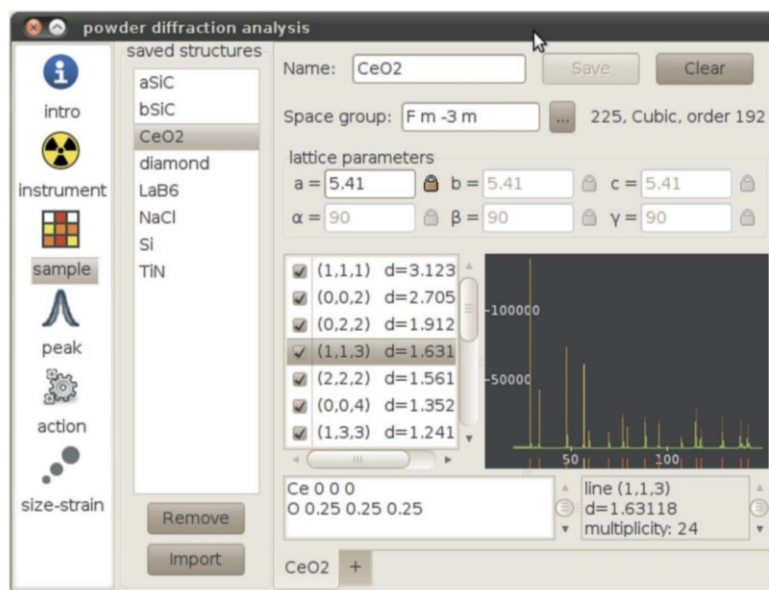 powder diffraction analysis
intro
instrument
sample
peak
action
size-strain
saved structures
aSiC
bSiC
CeO2
diamond
LaB6
NaCl
Si
TiN
Remove
Import
Name: CeO2 Save Clear
Space group: F m -3 m ... 225, Cubic, order 192
lattice parameters
a = 5.41 b = 5.41 c = 5.41
α = 90 β = 90 γ = 90
(1,1,1) d=3.123
(0,0,2) d=2.705
(0,2,2) d=1.912
(1,1,3) d=1.631
(2,2,2) d=1.561
(0,0,4) d=1.352
(1,3,3) d=1.241
100000
50000
50 100
Ce 0 0 0
O 0.25 0.25 0.25
line (1,1,3)
d=1.63118
multiplicity: 24
CeO2 +